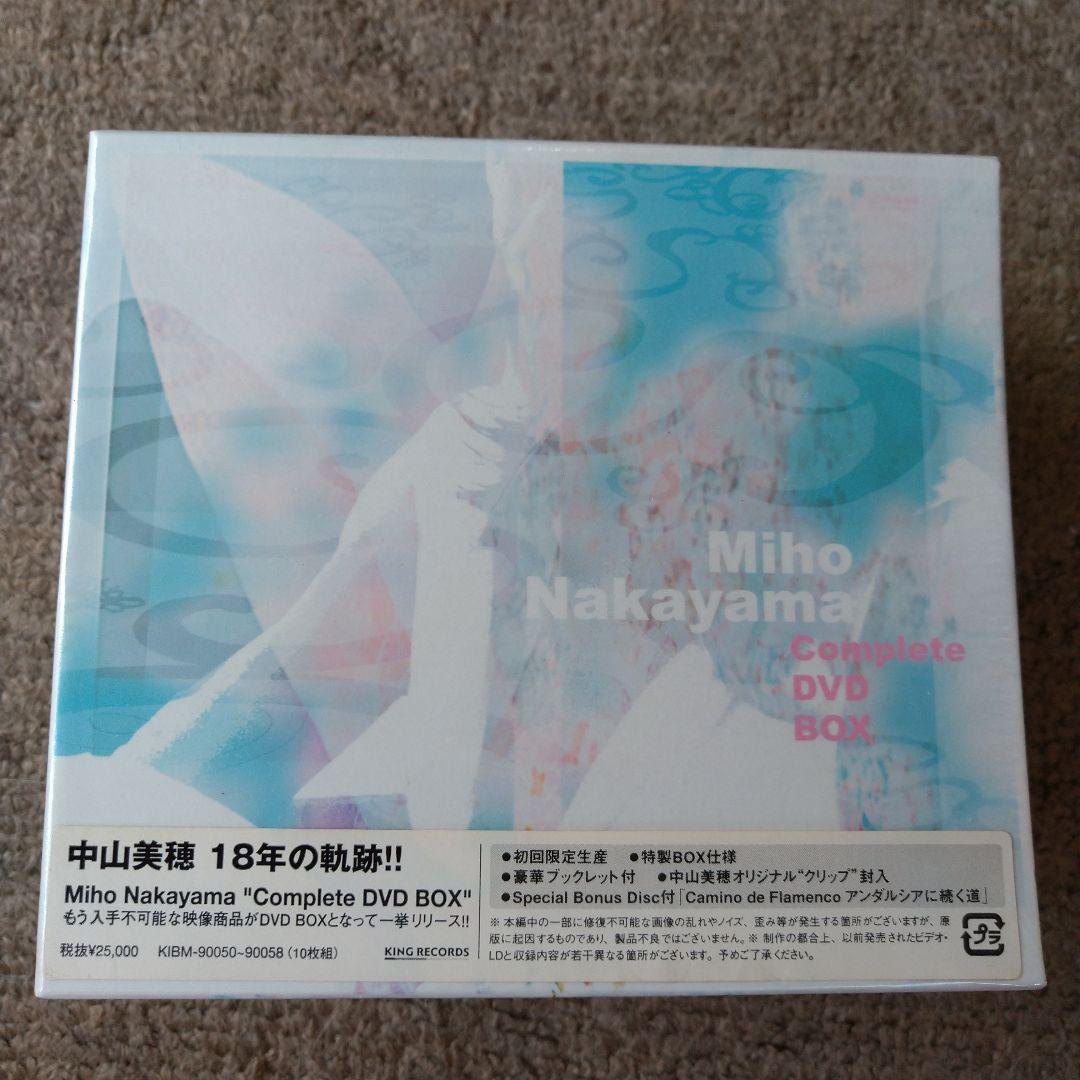 Miho
Nakayama
Complete
DVD
BOX
中山美穂 18年の軌跡!!
Miho Nakayama "Complete DVD BOX"
もう入手不可能な映像商品がDVD BOXとなって一挙リリース!!
税抜¥25,000 KIBM-90050~90058(10枚組)
KING RECORDS
●初回限定生産 ●特製BOX仕様
●豪華ブックレット付 ●中山美穂オリジナル“クリップ”封入
●Special Bonus Disc付「Camino de Flamenco アンダルシアに続く道」
※本編中の一部に修復不可能な画像の乱れやノイズ、歪み等が発生する箇所がございますが、原
版に起因するものであり、製品不良ではございません。※制作の都合上、以前発売されたビデオ・
LDと収録内容が若干異なる箇所がございます。予めご了承ください。
プラ